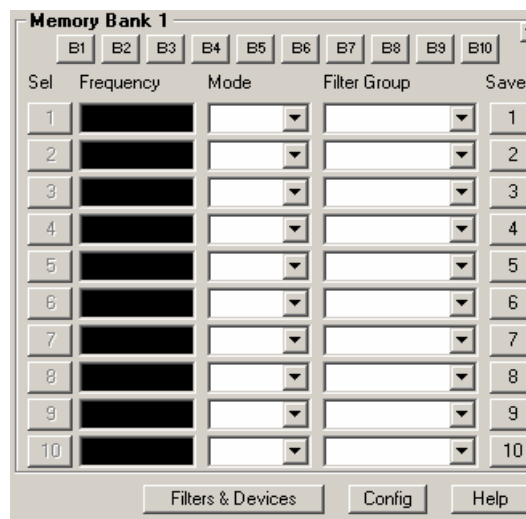 Memory Bank 1
B1 B2 B3 B4 B5 B6 B7 B8 B9 B10
Sel Frequency Mode Filter Group Save
1 1
2 2
3 3
4 4
5 5
6 6
7 7
8 8
9 9
10 10
Filters & Devices Config Help